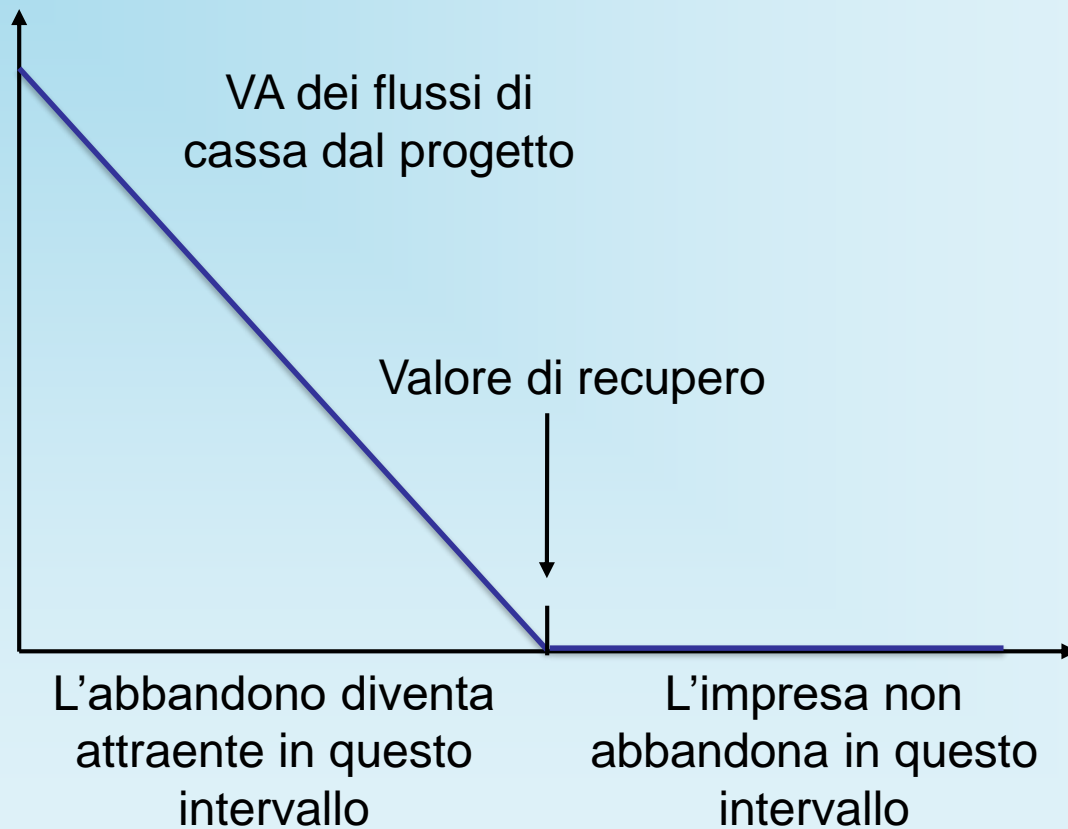 VA dei flussi di
cassa dal progetto
Valore di recupero
L'abbandono diventa
attraente in questo
intervallo
L'impresa non
abbandona in questo
intervallo